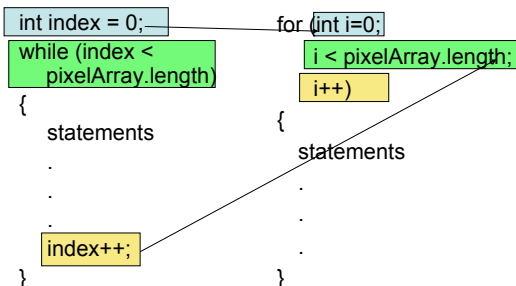 int index = 0;
while (index <
pixelArray.length)
{
statements
.
.
.
index++;
}
for (int i=0;
i < pixelArray.length;
i++)
{
statements
.
.
.
}